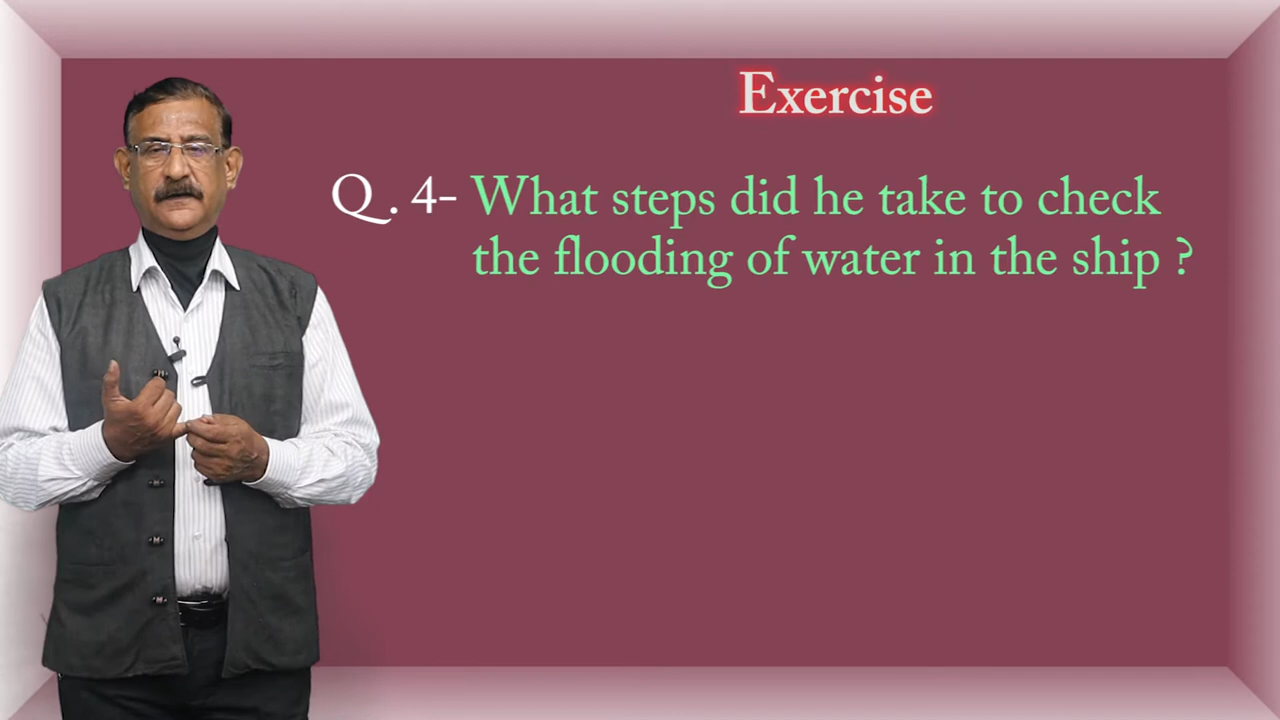 Exercise
Q. 4- What steps did he take to check
the flooding of water in the ship ?